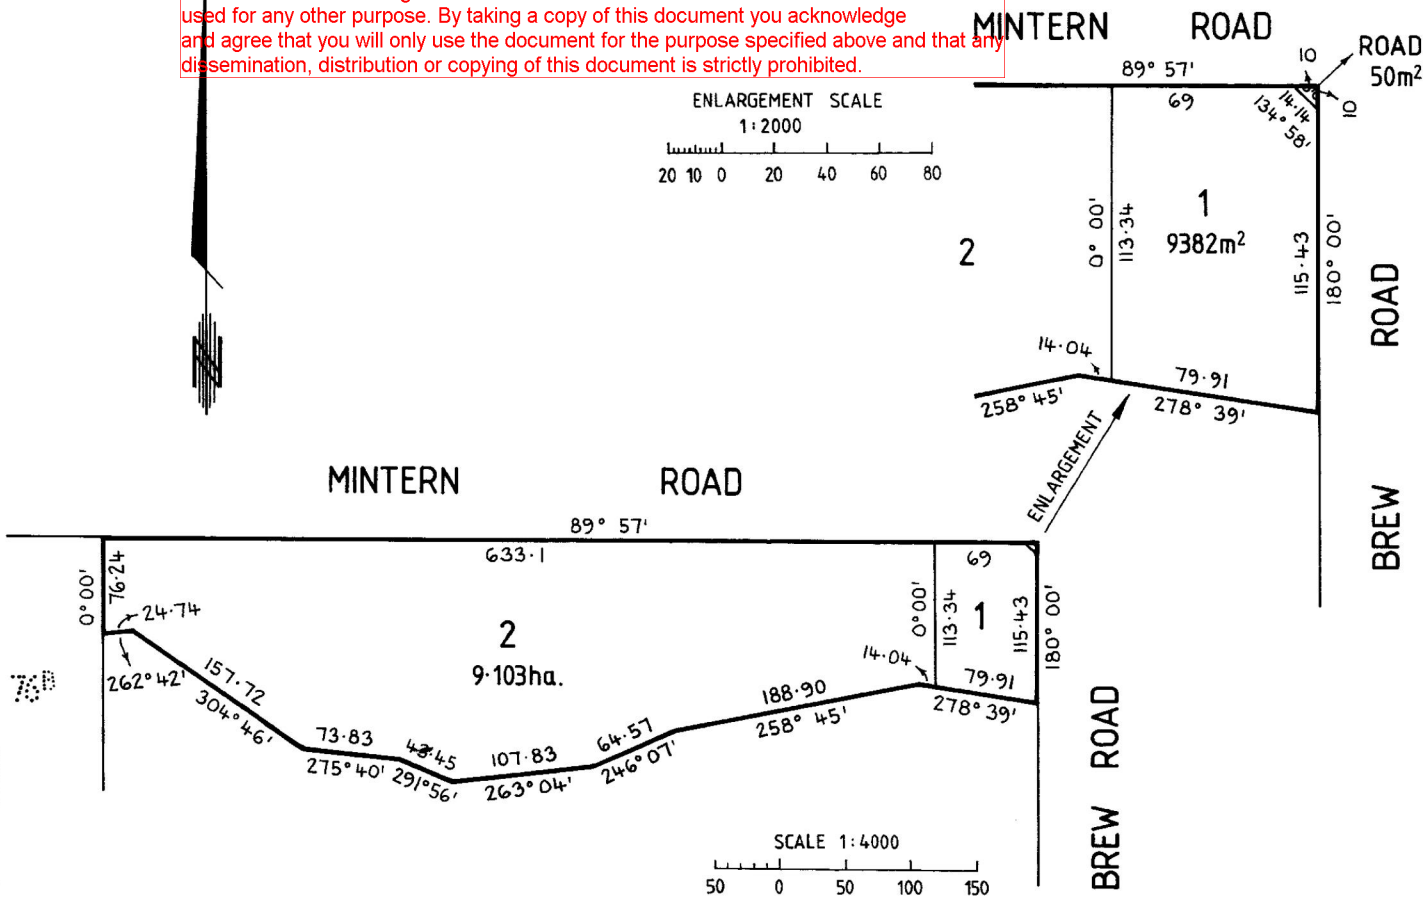 used for any other purpose. By taking a copy of this document you acknowledge
and agree that you will only use the document for the purpose specified above and that any
dissemination, distribution or copying of this document is strictly prohibited.
MINTERN ROAD
ROAD
50m²
10
10
89° 57'
69
14·14
134° 58'
ENLARGEMENT SCALE
1:2000
20 10 0 20 40 60 80
0° 00'
113·34
1
9382m²
2
115·43
180° 00'
BREW ROAD
14·04
79·91
258° 45'
278° 39'
ENLARGEMENT
N
MINTERN ROAD
89° 57'
633·1
69
0° 00'
76·24
24·74
262° 42'
2
9·103ha.
0° 00'
113·34
1
115·43
180° 00'
14·04
79·91
278° 39'
76B
157·72
304° 46'
73·83
275° 40'
291° 56'
107·83
263° 04'
64·57
246° 07'
188·90
258° 45'
BREW ROAD
SCALE 1:4000
50 0 50 100 150